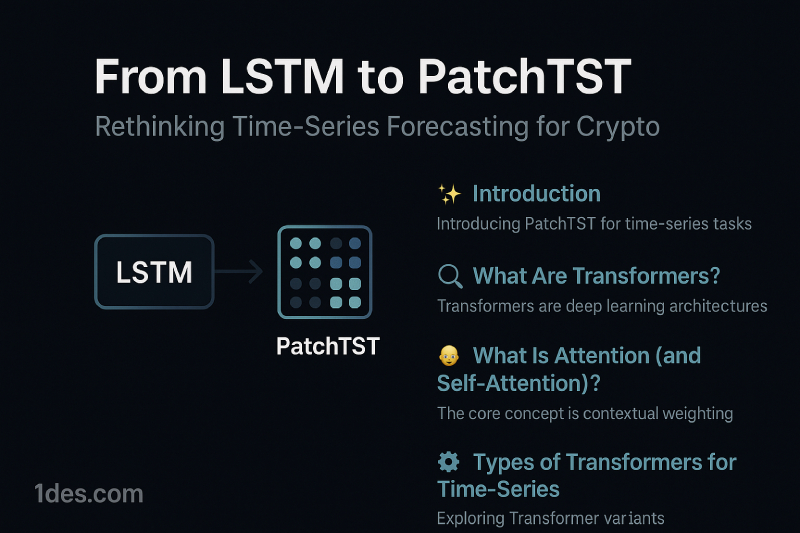 From LSTM to PatchTST
Rethinking Time-Series Forecasting for Crypto
LSTM
PatchTST
Introduction
Introducing PatchTST for time-series tasks
What Are Transformers?
Transformers are deep learning architectures
What Is Attention (and
Self-Attention)?
The core concept is contextual weighting
Types of Transformers for
Time-Series
Exploring Transformer variants
1des.com